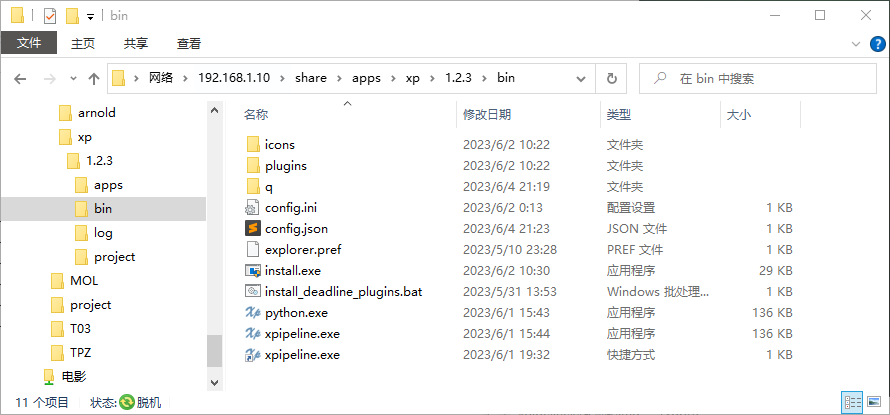 bin
文件 主页 共享 查看
网络 192.168.1.10 share apps xp 1.2.3 bin 在 bin 中搜索
arnold
xp
1.2.3
apps
bin
log
project
MOL
project
T03
TPZ
电影
名称 修改日期 类型 大小
icons 2023/6/2 10:22 文件夹
plugins 2023/6/2 10:22 文件夹
q 2023/6/4 21:19 文件夹
config.ini 2023/6/2 0:13 配置设置 1 KB
config.json 2023/6/4 21:23 JSON 文件 1 KB
explorer.pref 2023/5/10 23:28 PREF 文件 1 KB
install.exe 2023/6/2 10:30 应用程序 29 KB
install_deadline_plugins.bat 2023/5/31 13:53 Windows 批处理... 1 KB
python.exe 2023/6/1 15:43 应用程序 136 KB
xpipeline.exe 2023/6/1 15:44 应用程序 136 KB
xpipeline.exe 2023/6/1 19:32 快捷方式 1 KB
11 个项目 状态: 脱机